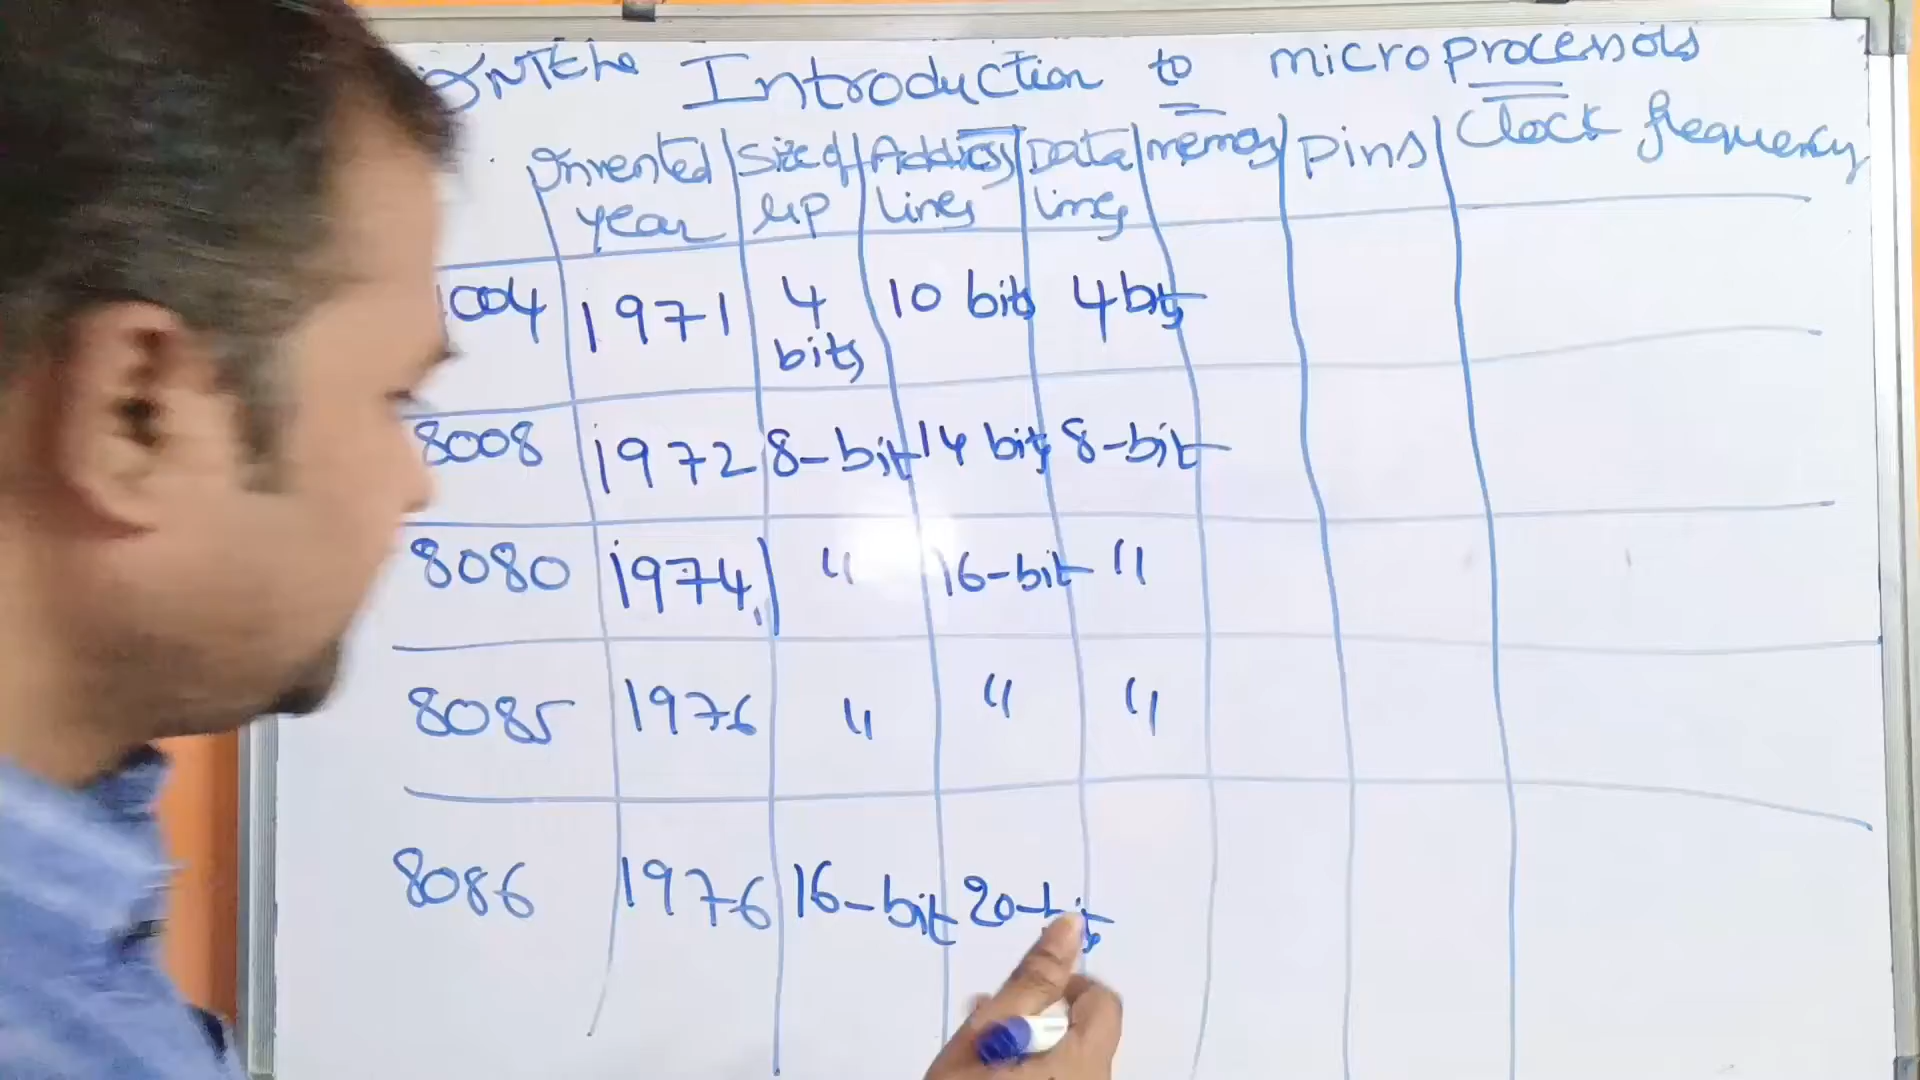 Introduction to microprocessors
Invented year Size of μP Address lines Data lines memory pins Clock frequency
004 1971 4 bits 10 bits 4 bits
8008 1972 8-bit 14 bits 8-bit
8080 1974 " 16-bit "
8085 1976 " " "
8086 1976 16-bit 20-bits